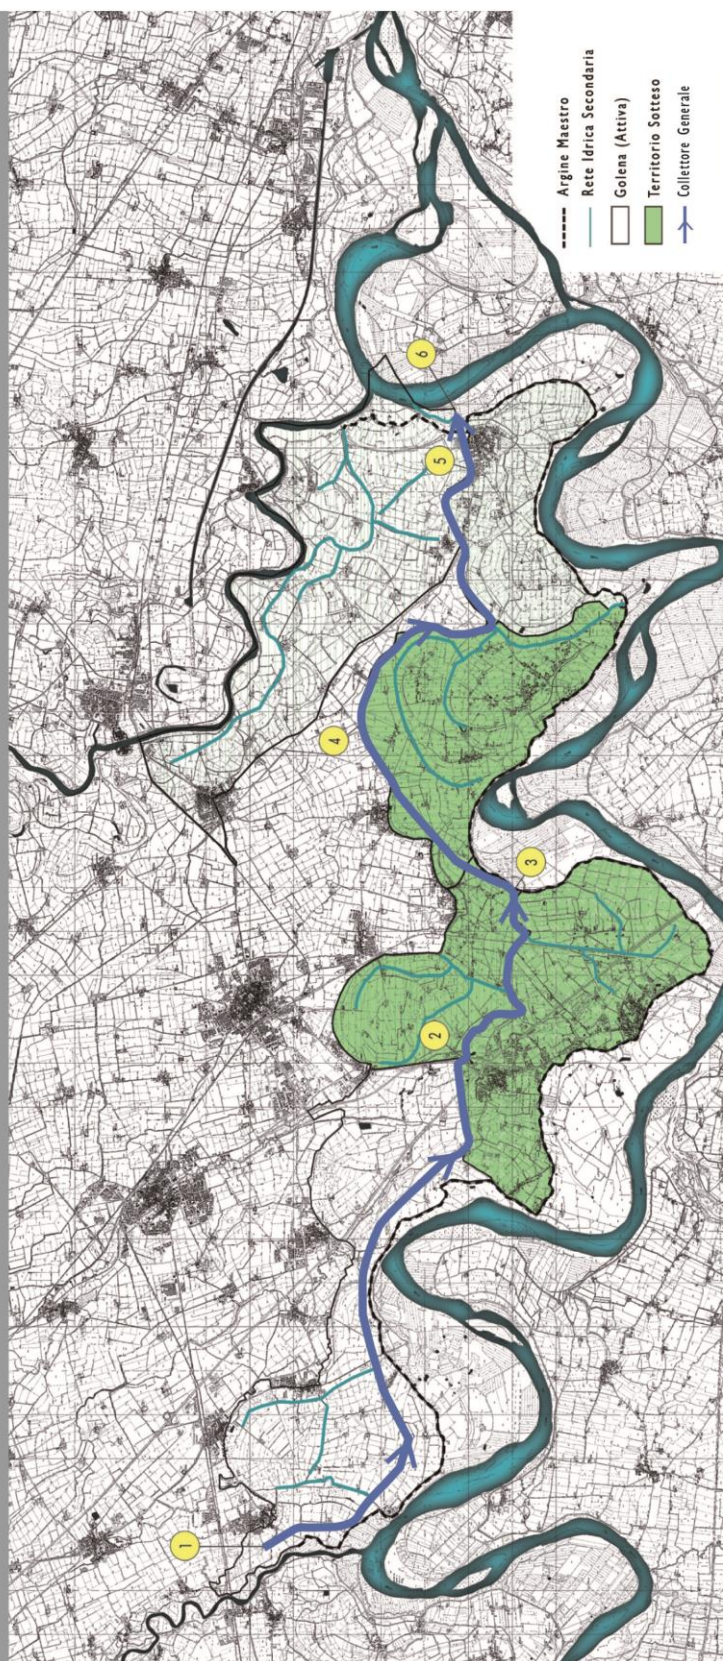 Argine Maestro
Rete Idrica Secondaria
Golena (Attiva)
Territorio Sotteso
Collettore Generale
1
2
3
4
5
6